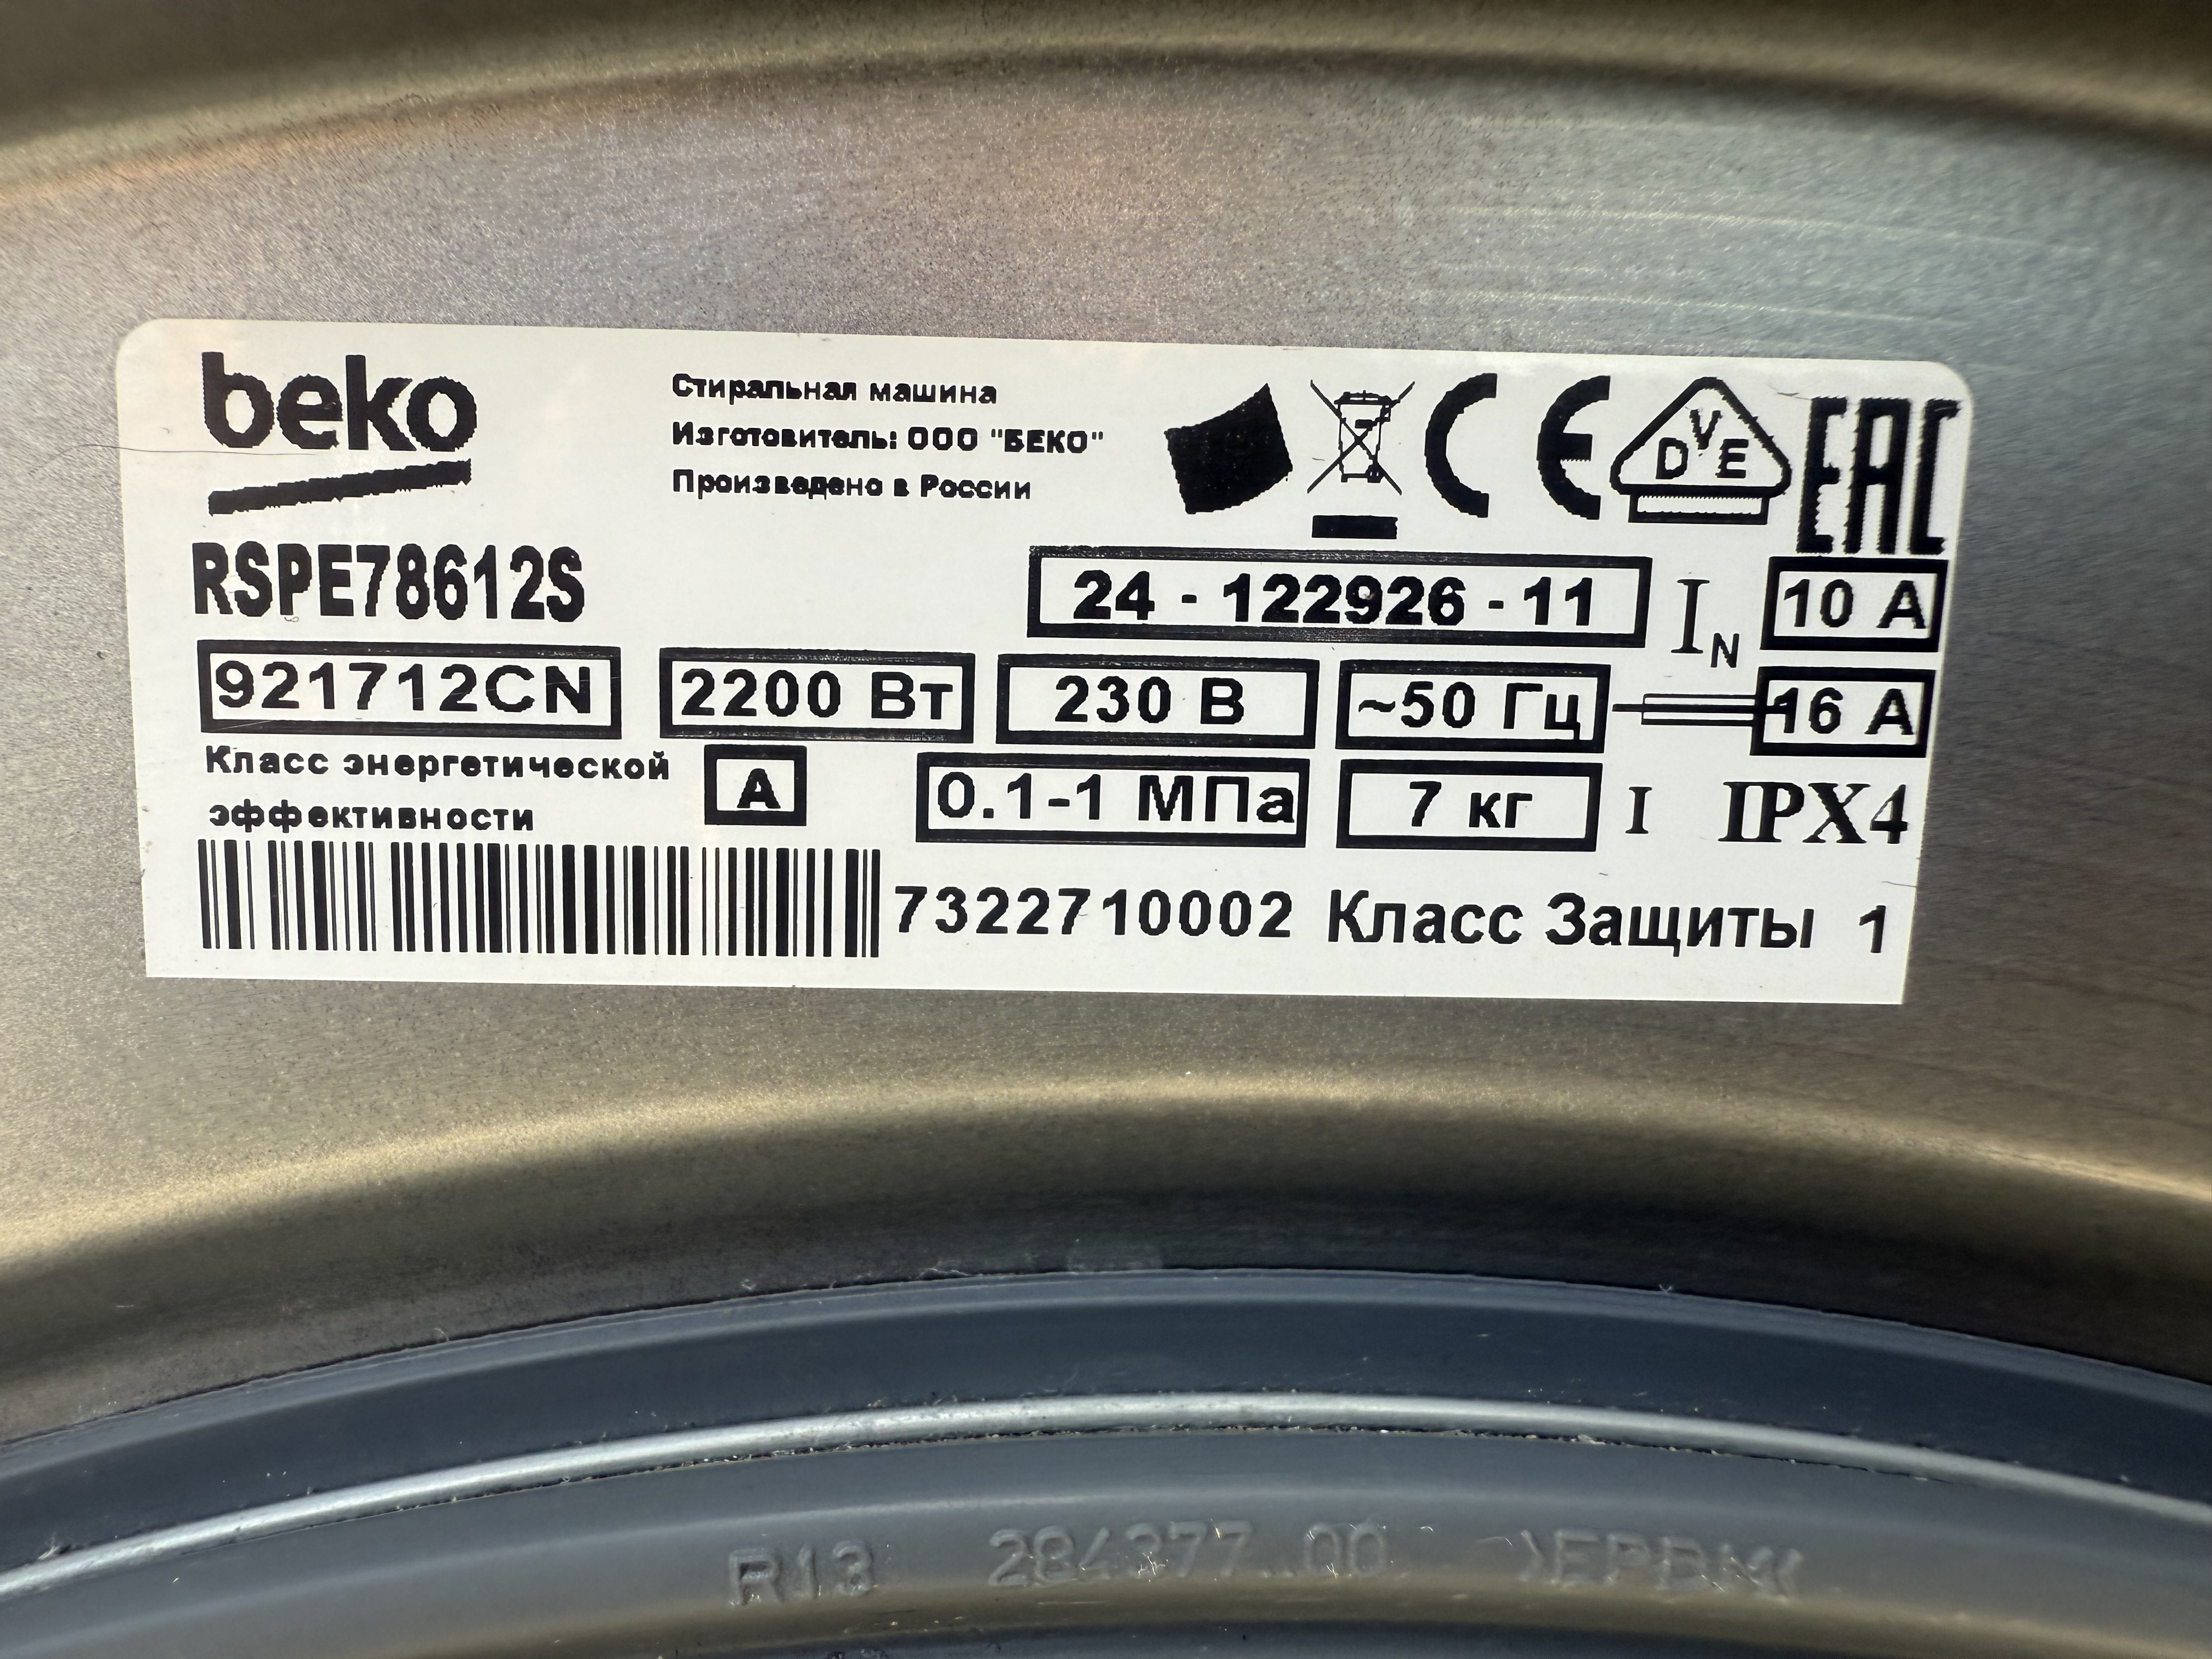 beko
Стиральная машина
Изготовитель: ООО "БЕКО"
Произведено в России
CE
DVE
EAC
RSPE78612S
24 - 122926 - 11
IN
10 A
921712CN
2200 Вт
230 В
~50 Гц
16 A
Класс энергетической
эффективности
A
0.1-1 МПа
7 кг
I
IPX4
7322710002
Класс Защиты 1
R13 284377.00 >EPDM<